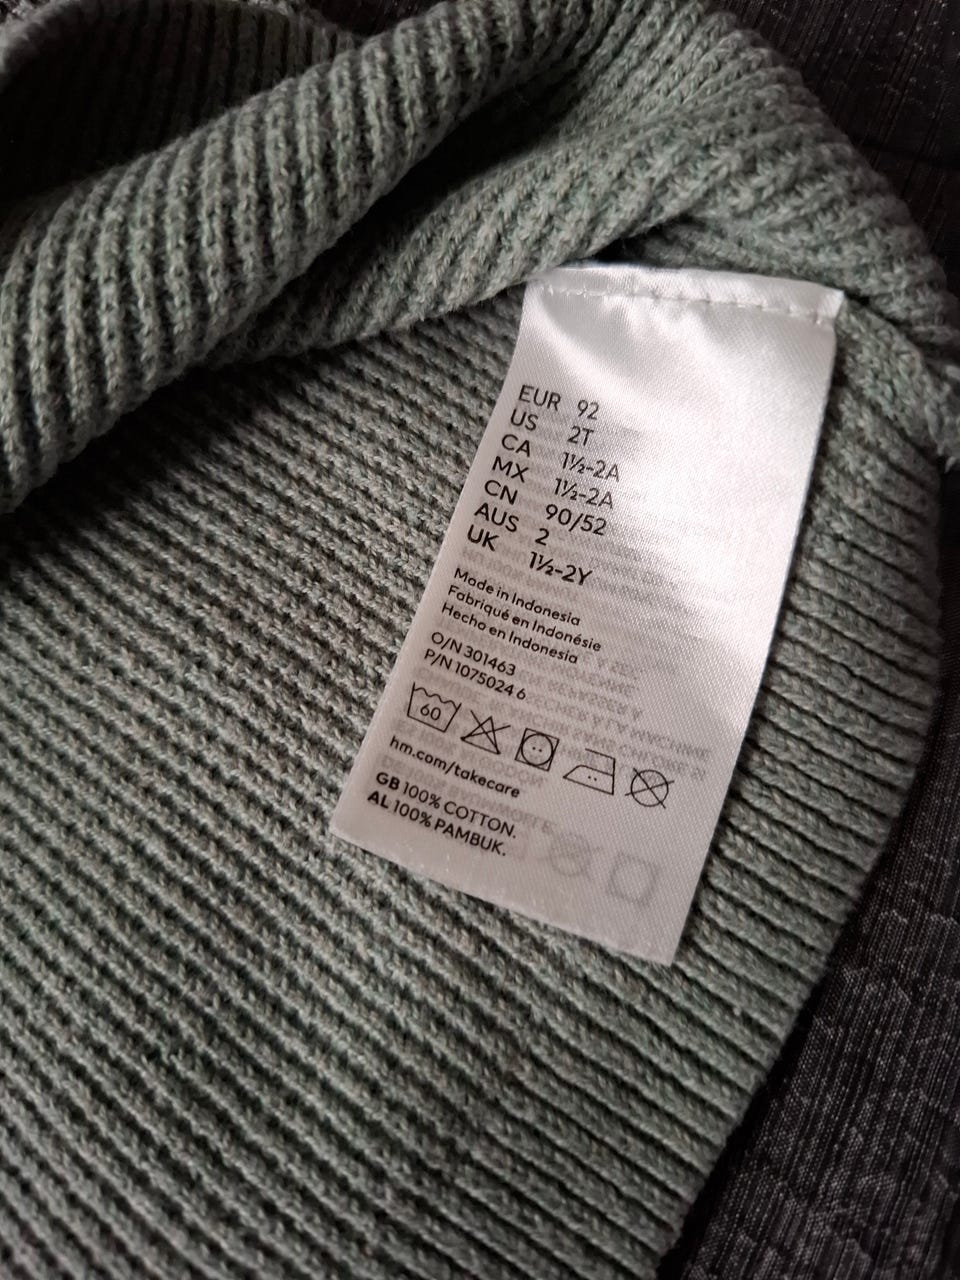 EUR 92
US 2T
CA 1½-2A
MX 1½-2A
CN 90/52
AUS 2
UK 1½-2Y
Made in Indonesia
Fabriqué en Indonésie
Hecho en Indonesia
O/N 301463
P/N 1075024 6
60
hm.com/takecare
GB 100% COTTON.
AL 100% PAMBUK.